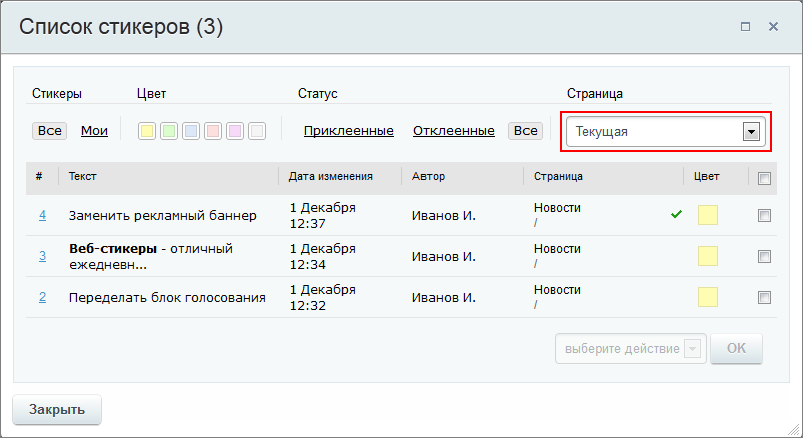 Список стикеров (3)
Стикеры Цвет Статус Страница
Все Мои Приклеенные Отклеенные Все Текущая
# Текст Дата изменения Автор Страница Цвет
4 Заменить рекламный баннер 1 Декабря 12:37 Иванов И. Новости /
3 Веб-стикеры - отличный ежедневн... 1 Декабря 12:34 Иванов И. Новости /
2 Переделать блок голосования 1 Декабря 12:32 Иванов И. Новости /
выберите действие OK
Закрыть